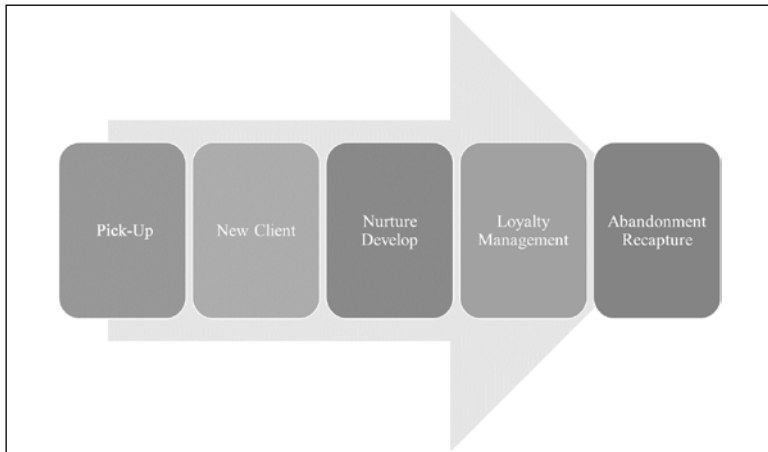 Pick-Up
New Client
Nurture
Develop
Loyalty
Management
Abandonment
Recapture